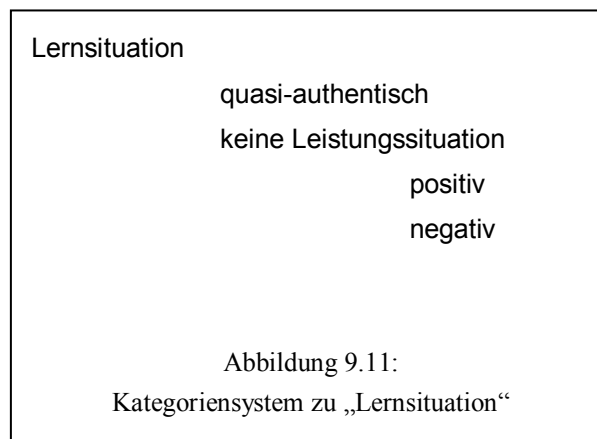 Lernsituation
quasi-authentisch
keine Leistungssituation
positiv
negativ
Abbildung 9.11:
Kategoriensystem zu „Lernsituation“